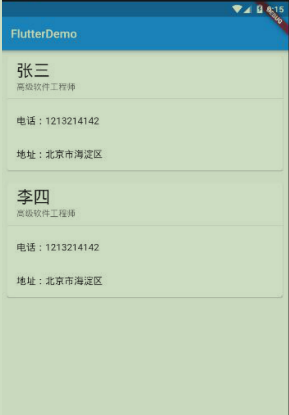 8:15
FlutterDemo
张三
高级软件工程师
电话：1213214142
地址：北京市海淀区
李四
高级软件工程师
电话：1213214142
地址：北京市海淀区